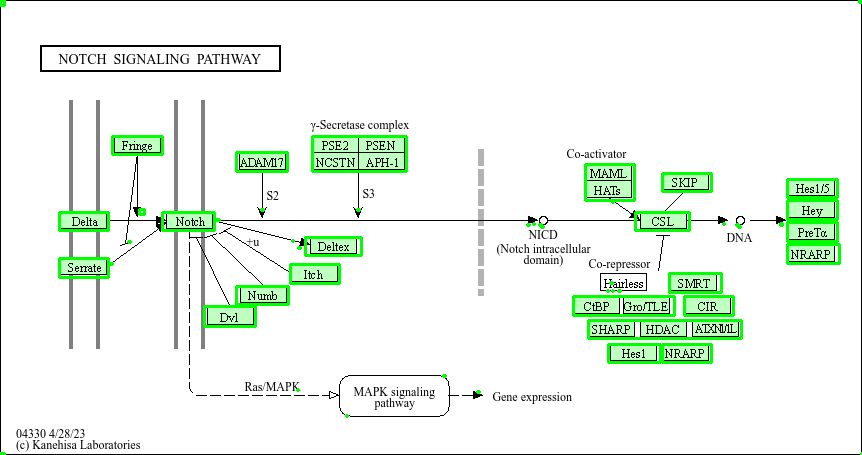 NOTCH SIGNALING PATHWAY
γ-Secretase complex
Fringe
PSE2 PSEN
NCSTN APH-1
ADAM17
Co-activator
MAML
HATs
SKIP
S2
S3
Hes1/5
Hey
PreTα
NRARP
Delta
Notch
CSL
NICD
(Notch intracellular
domain)
DNA
+u
Deltex
Serrate
Itch
Co-repressor
Hairless
SMRT
Numb
CtBP Gro/TLE CIR
Dvl
SHARP HDAC ATXN1/1L
Hes1 NRARP
Ras/MAPK
MAPK signaling
pathway
Gene expression
04330 4/28/23
(c) Kanehisa Laboratories